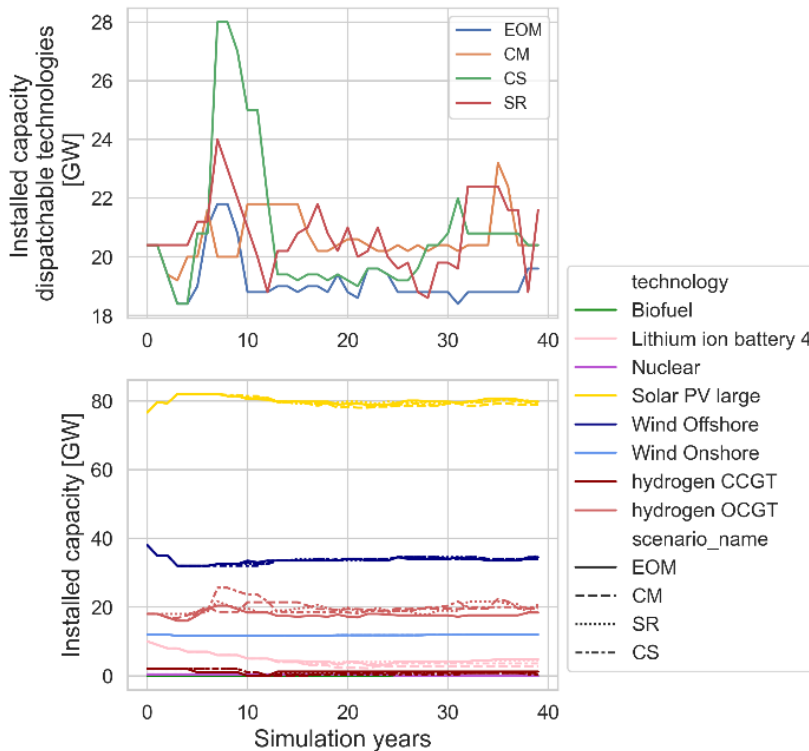 Installed capacity
dispatchable technologies
[GW]
28
26
24
22
20
18
0
10
20
30
40
EOM
CM
CS
SR
Installed capacity [GW]
80
60
40
20
0
0
10
20
30
40
Simulation years
technology
Biofuel
Lithium ion battery 4
Nuclear
Solar PV large
Wind Offshore
Wind Onshore
hydrogen CCGT
hydrogen OCGT
scenario_name
EOM
CM
SR
CS